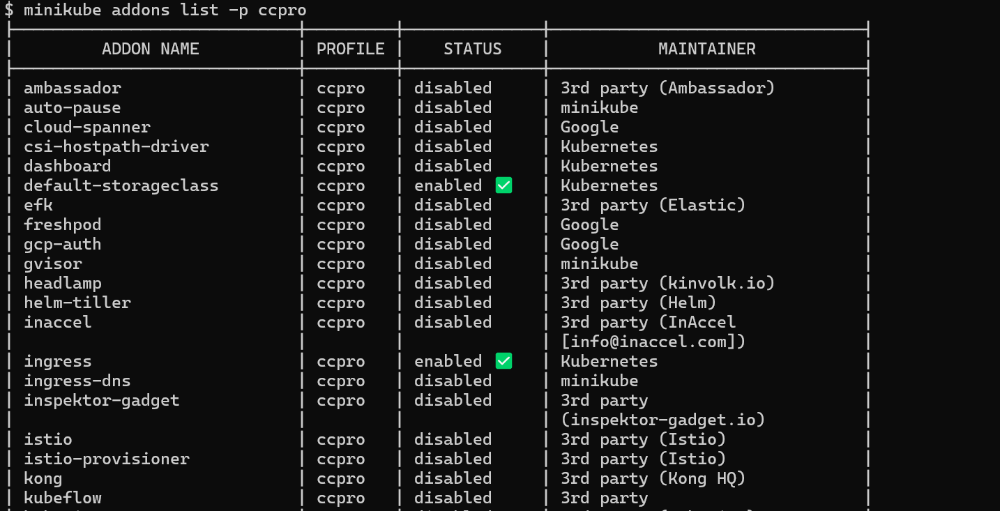 $ minikube addons list -p ccpro
ADDON NAME | PROFILE | STATUS | MAINTAINER
ambassador | ccpro | disabled | 3rd party (Ambassador)
auto-pause | ccpro | disabled | minikube
cloud-spanner | ccpro | disabled | Google
csi-hostpath-driver | ccpro | disabled | Kubernetes
dashboard | ccpro | disabled | Kubernetes
default-storageclass | ccpro | enabled ✅ | Kubernetes
efk | ccpro | disabled | 3rd party (Elastic)
freshpod | ccpro | disabled | Google
gcp-auth | ccpro | disabled | Google
gvisor | ccpro | disabled | minikube
headlamp | ccpro | disabled | 3rd party (kinvolk.io)
helm-tiller | ccpro | disabled | 3rd party (Helm)
inaccel | ccpro | disabled | 3rd party (InAccel
| | | [info@inaccel.com])
ingress | ccpro | enabled ✅ | Kubernetes
ingress-dns | ccpro | disabled | minikube
inspektor-gadget | ccpro | disabled | 3rd party
| | | (inspektor-gadget.io)
istio | ccpro | disabled | 3rd party (Istio)
istio-provisioner | ccpro | disabled | 3rd party (Istio)
kong | ccpro | disabled | 3rd party (Kong HQ)
kubeflow | ccpro | disabled | 3rd party